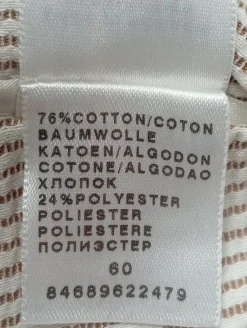 76%COTTON/COTON
BAUMWOLLE
KATOEN/ALGODON
COTONE/ALGODAO
ХЛОПОК
24%POLYESTER
POLIESTER
POLIESTERE
ПОЛИЭСТЕР
60
84689622479